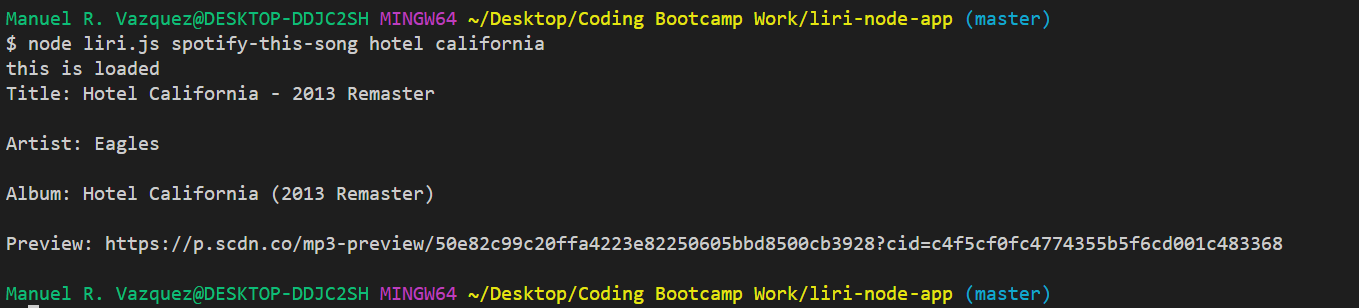 Manuel R. Vazquez@DESKTOP-DDJC2SH MINGW64 ~/Desktop/Coding Bootcamp Work/liri-node-app (master)
$ node liri.js spotify-this-song hotel california
this is loaded
Title: Hotel California - 2013 Remaster
Artist: Eagles
Album: Hotel California (2013 Remaster)
Preview: https://p.scdn.co/mp3-preview/50e82c99c20ffa4223e82250605bbd8500cb3928?cid=c4f5cf0fc4774355b5f6cd001c483368
Manuel R. Vazquez@DESKTOP-DDJC2SH MINGW64 ~/Desktop/Coding Bootcamp Work/liri-node-app (master)